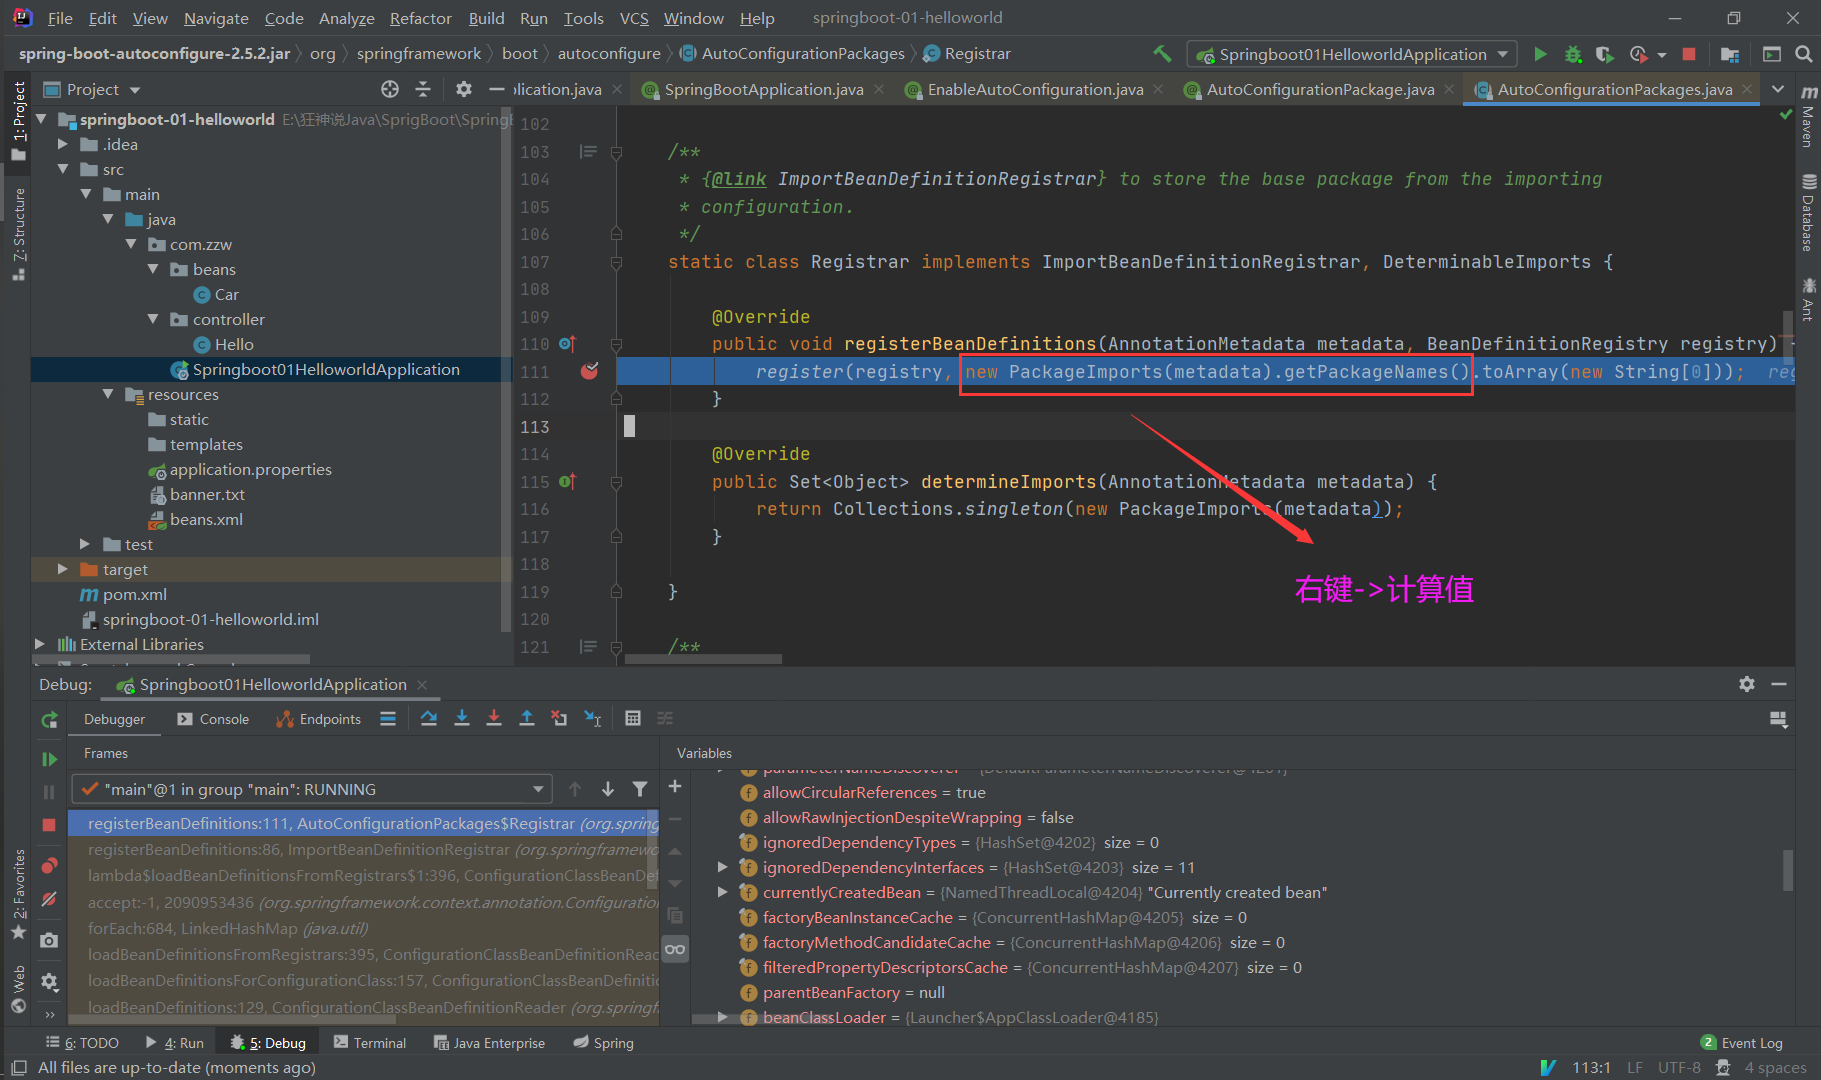 File Edit View Navigate Code Analyze Refactor Build Run Tools VCS Window Help springboot-01-helloworld
spring-boot-autoconfigure-2.5.2.jar org springframework boot autoconfigure AutoConfigurationPackages Registrar
Springboot01HelloworldApplication
Project
plication.java SpringBootApplication.java EnableAutoConfiguration.java AutoConfigurationPackage.java AutoConfigurationPackages.java
1: Project
7: Structure
2: Favorites
Web
Maven
Database
Ant
springboot-01-helloworld E:\狂神说Java\SprigBoot\Spring
.idea
src
main
java
com.zzw
beans
Car
controller
Hello
Springboot01HelloworldApplication
resources
static
templates
application.properties
banner.txt
beans.xml
test
target
pom.xml
springboot-01-helloworld.iml
External Libraries
102
103 /**
104 * {@link ImportBeanDefinitionRegistrar} to store the base package from the importing
105 * configuration.
106 */
107 static class Registrar implements ImportBeanDefinitionRegistrar, DeterminableImports {
108
109 @Override
110 public void registerBeanDefinitions(AnnotationMetadata metadata, BeanDefinitionRegistry registry)
111 register(registry, new PackageImports(metadata).getPackageNames().toArray(new String[0])); reg
112 }
113
114 @Override
115 public Set<Object> determineImports(AnnotationMetadata metadata) {
116 return Collections.singleton(new PackageImports(metadata));
117 }
118
119 }
120
121 /**
右键->计算值
Debug: Springboot01HelloworldApplication
Debugger Console Endpoints
Frames
"main"@1 in group "main": RUNNING
registerBeanDefinitions:111, AutoConfigurationPackages$Registrar (org.spring
registerBeanDefinitions:86, ImportBeanDefinitionRegistrar (org.springframewo
lambda$loadBeanDefinitionsFromRegistrars$1:396, ConfigurationClassBeanDef
accept:-1, 2090953436 (org.springframework.context.annotation.Configuration
forEach:684, LinkedHashMap (java.util)
loadBeanDefinitionsFromRegistrars:395, ConfigurationClassBeanDefinitionReac
loadBeanDefinitionsForConfigurationClass:157, ConfigurationClassBeanDefinit
loadBeanDefinitions:129, ConfigurationClassBeanDefinitionReader (org.spring
Variables
parameterNameDiscoverer = {DefaultParameterNameDiscoverer@4201}
allowCircularReferences = true
allowRawInjectionDespiteWrapping = false
ignoredDependencyTypes = {HashSet@4202} size = 0
ignoredDependencyInterfaces = {HashSet@4203} size = 11
currentlyCreatedBean = {NamedThreadLocal@4204} "Currently created bean"
factoryBeanInstanceCache = {ConcurrentHashMap@4205} size = 0
factoryMethodCandidateCache = {ConcurrentHashMap@4206} size = 0
filteredPropertyDescriptorsCache = {ConcurrentHashMap@4207} size = 0
parentBeanFactory = null
beanClassLoader = {Launcher$AppClassLoader@4185}
6: TODO 4: Run 5: Debug Terminal Java Enterprise Spring 2 Event Log
All files are up-to-date (moments ago) 113:1 LF UTF-8 4 spaces